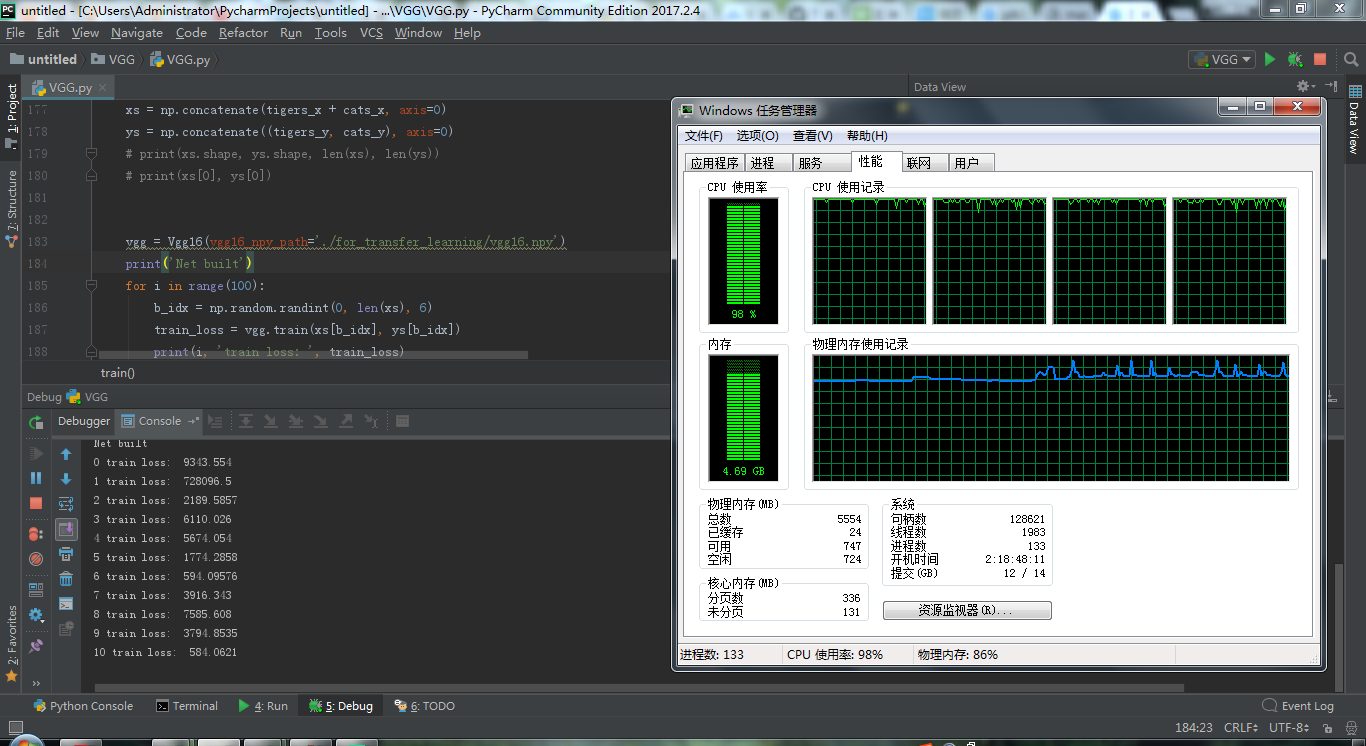 untitled - [C:\Users\Administrator\PycharmProjects\untitled] - ...\VGG\VGG.py - PyCharm Community Edition 2017.2.4
File Edit View Navigate Code Refactor Run Tools VCS Window Help
untitled VGG VGG.py VGG
VGG.py
Data View
1: Project
7: Structure
2: Favorites
Data View
177 xs = np.concatenate(tigers_x + cats_x, axis=0)
178 ys = np.concatenate((tigers_y, cats_y), axis=0)
179 # print(xs.shape, ys.shape, len(xs), len(ys))
180 # print(xs[0], ys[0])
181
182
183 vgg = Vgg16(vgg16_npy_path='./for_transfer_learning/vgg16.npy')
184 print('Net built')
185 for i in range(100):
186 b_idx = np.random.randint(0, len(xs), 6)
187 train_loss = vgg.train(xs[b_idx], ys[b_idx])
188 print(i, 'train loss: ', train_loss)
train()
Debug VGG
Debugger Console
Net built
0 train loss: 9343.554
1 train loss: 728096.5
2 train loss: 2189.5857
3 train loss: 6110.026
4 train loss: 5674.054
5 train loss: 1774.2858
6 train loss: 594.09576
7 train loss: 3916.343
8 train loss: 7585.608
9 train loss: 3794.8535
10 train loss: 584.0621
Python Console Terminal 4: Run 5: Debug 6: TODO Event Log
184:23 CRLF UTF-8
Windows 任务管理器
文件(F) 选项(O) 查看(V) 帮助(H)
应用程序 进程 服务 性能 联网 用户
CPU 使用率 CPU 使用记录
98 %
内存 物理内存使用记录
4.69 GB
物理内存(MB)
总数 5554
已缓存 24
可用 747
空闲 724
核心内存(MB)
分页数 336
未分页 131
系统
句柄数 128621
线程数 1983
进程数 133
开机时间 2:18:48:11
提交(GB) 12 / 14
资源监视器(R)...
进程数: 133 CPU 使用率: 98% 物理内存: 86%